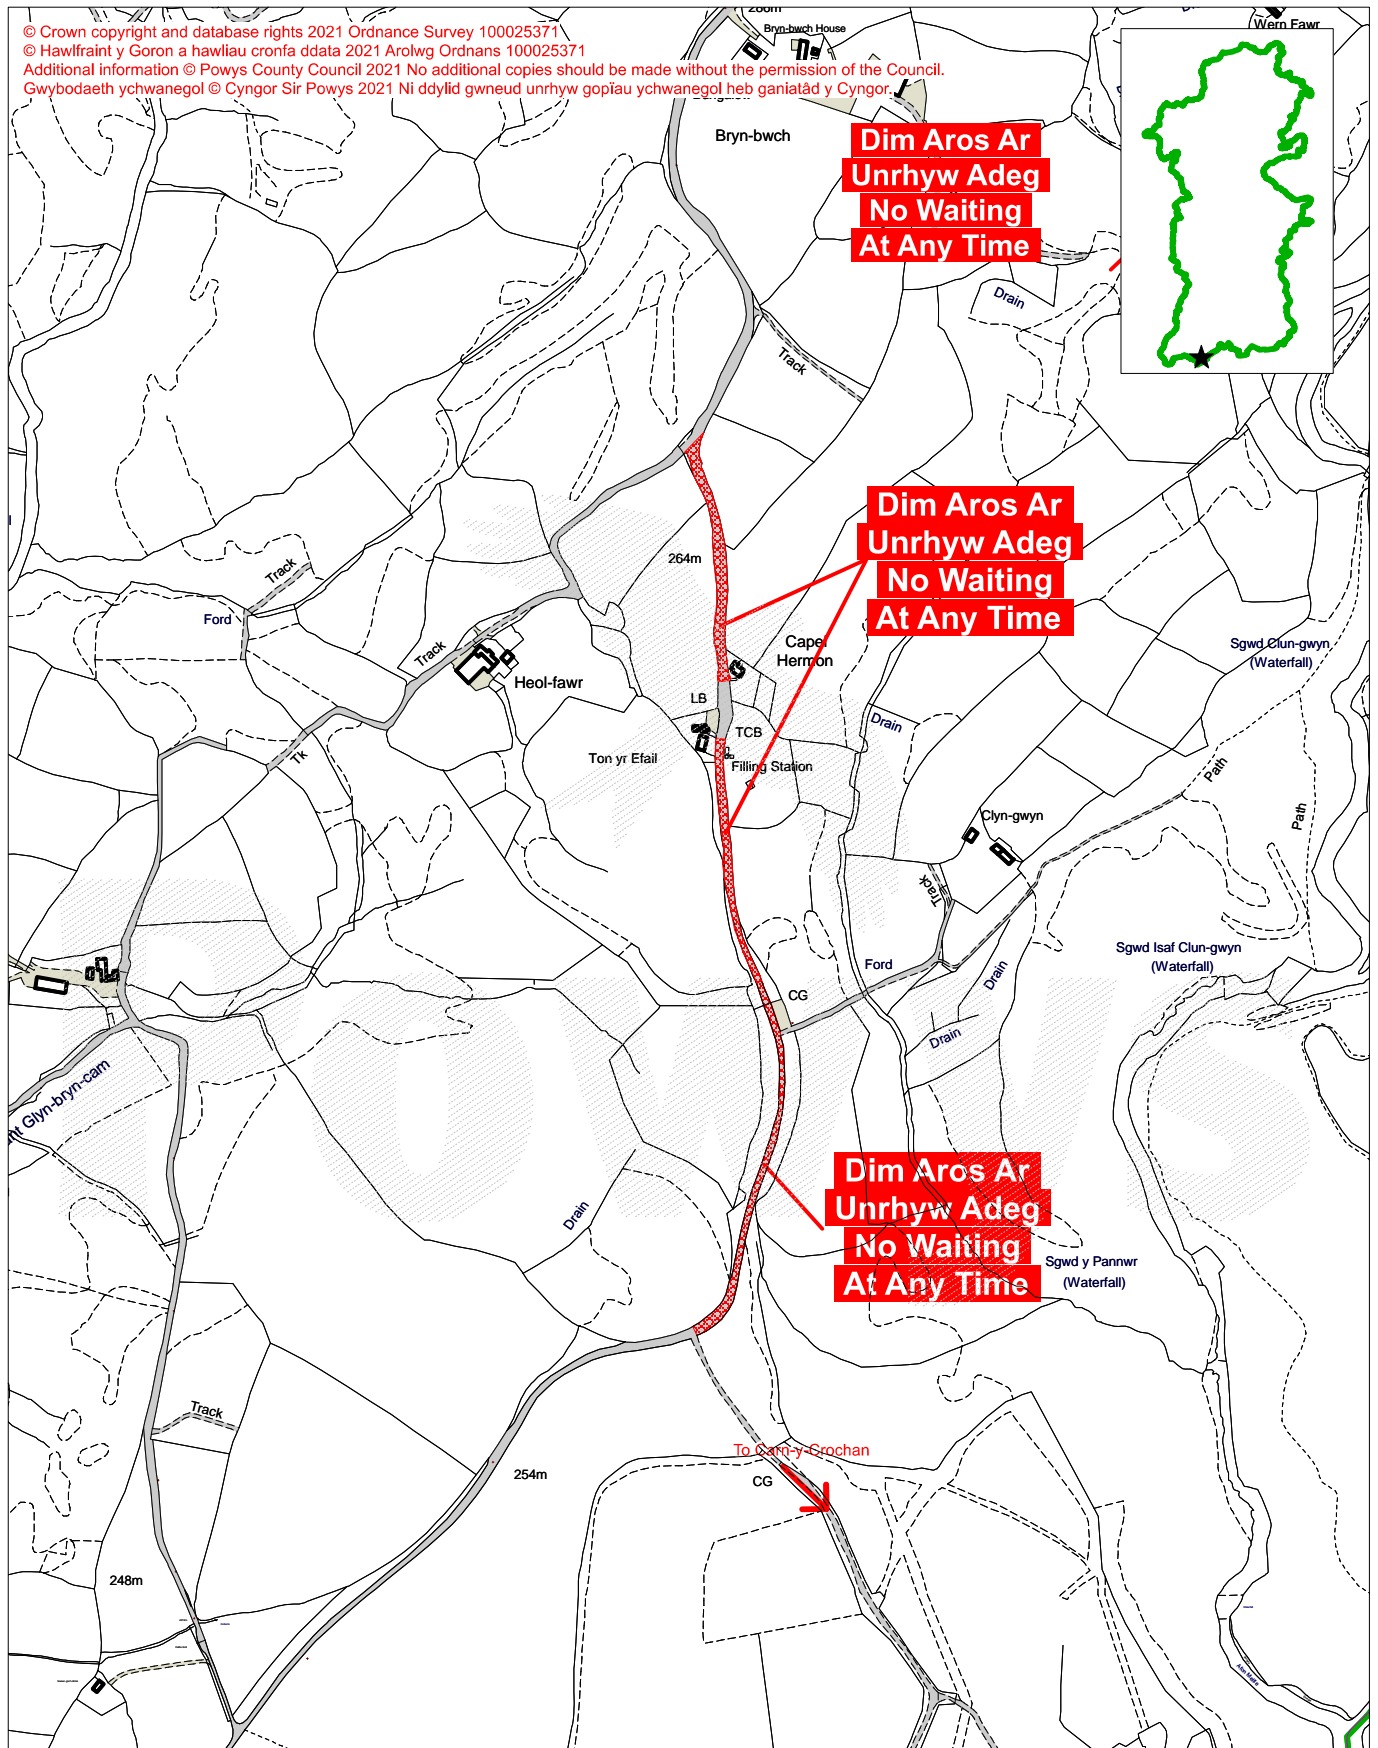 © Crown copyright and database rights 2021 Ordnance Survey 100025371
© Hawlfraint y Goron a hawliau cronfa ddata 2021 Arolwg Ordnans 100025371
Additional information © Powys County Council 2021 No additional copies should be made without the permission of the Council.
Gwybodaeth ychwanegol © Cyngor Sir Powys 2021 Ni ddylid gwneud unrhyw gopïau ychwanegol heb ganiatâd y Cyngor.
Bryn-bwch House
Wern Fawr
Bryn-bwch
Dim Aros Ar
Unrhyw Adeg
No Waiting
At Any Time
Drain
Track
Dim Aros Ar
Unrhyw Adeg
No Waiting
At Any Time
264m
Track
Ford
Track
Heol-fawr
Capel
Hermon
Sgwd Clun-gwyn
(Waterfall)
LB
TCB
Drain
Tk
Ton yr Efail
Filling Station
Path
Path
Clyn-gwyn
Track
Sgwd Isaf Clun-gwyn
(Waterfall)
Ford
Drain
CG
Drain
Glyn-bryn-cam
Dim Aros Ar
Unrhyw Adeg
No Waiting
At Any Time
Drain
Sgwd y Pannwr
(Waterfall)
Track
To Carn-y-Crochan
254m
CG
248m
POWYS